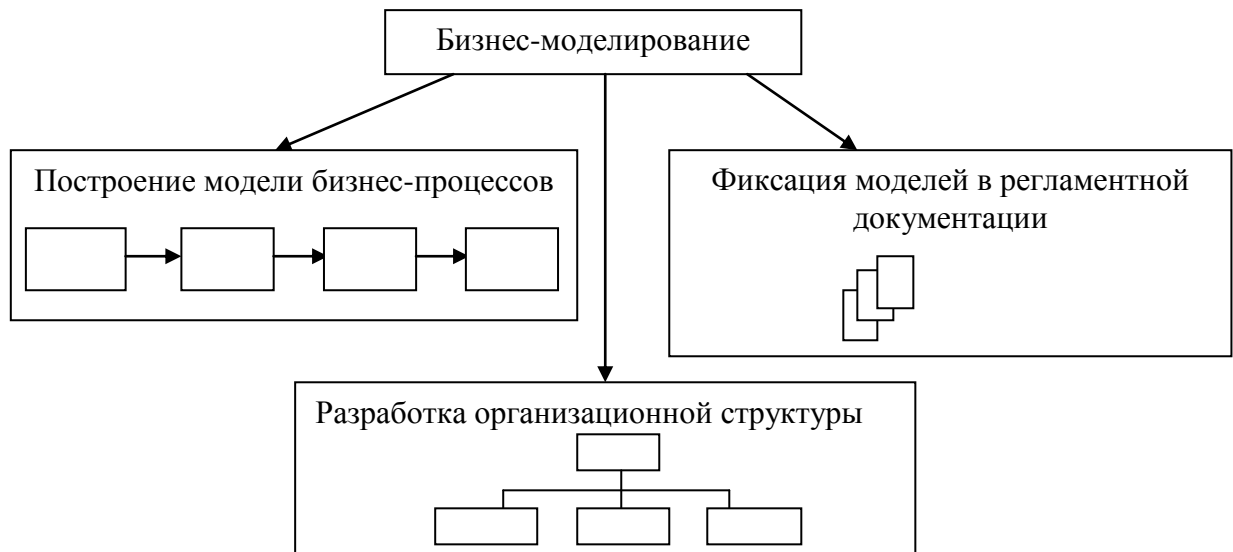 Бизнес-моделирование
Построение модели бизнес-процессов
Фиксация моделей в регламентной
документации
Разработка организационной структуры